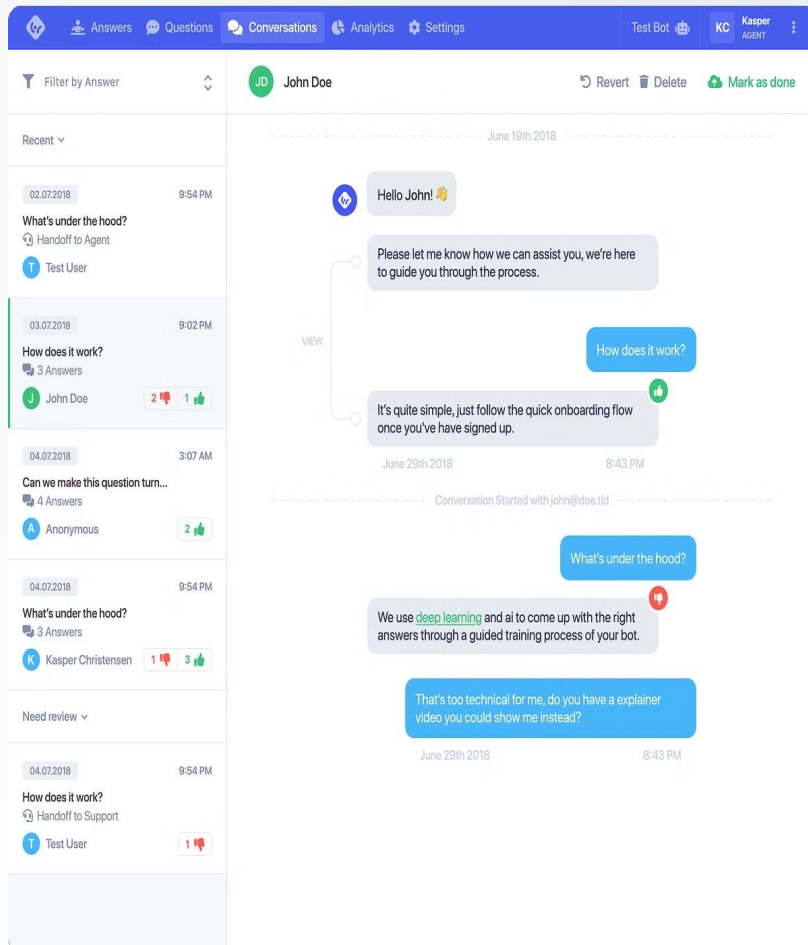 Answers
Questions
Conversations
Analytics
Settings
Test Bot
KC
Kasper
AGENT
Filter by Answer
Recent
02.07.2018 9:54 PM
What's under the hood?
Handoff to Agent
T Test User
03.07.2018 9:02 PM
How does it work?
3 Answers
J John Doe 2 1
04.07.2018 3:07 AM
Can we make this question turn...
4 Answers
A Anonymous 2
04.07.2018 9:54 PM
What's under the hood?
3 Answers
K Kasper Christensen 1 3
Need review
04.07.2018 9:54 PM
How does it work?
Handoff to Support
T Test User 1
JD John Doe
Revert
Delete
Mark as done
June 19th 2018
Hello John! 👋
Please let me know how we can assist you, we're here
to guide you through the process.
VIEW
How does it work?
It's quite simple, just follow the quick onboarding flow
once you've have signed up.
June 29th 2018 8:43 PM
Conversation Started with john@doe.tld
What's under the hood?
We use deep learning and ai to come up with the right
answers through a guided training process of your bot.
That's too technical for me, do you have a explainer
video you could show me instead?
June 29th 2018 8:43 PM